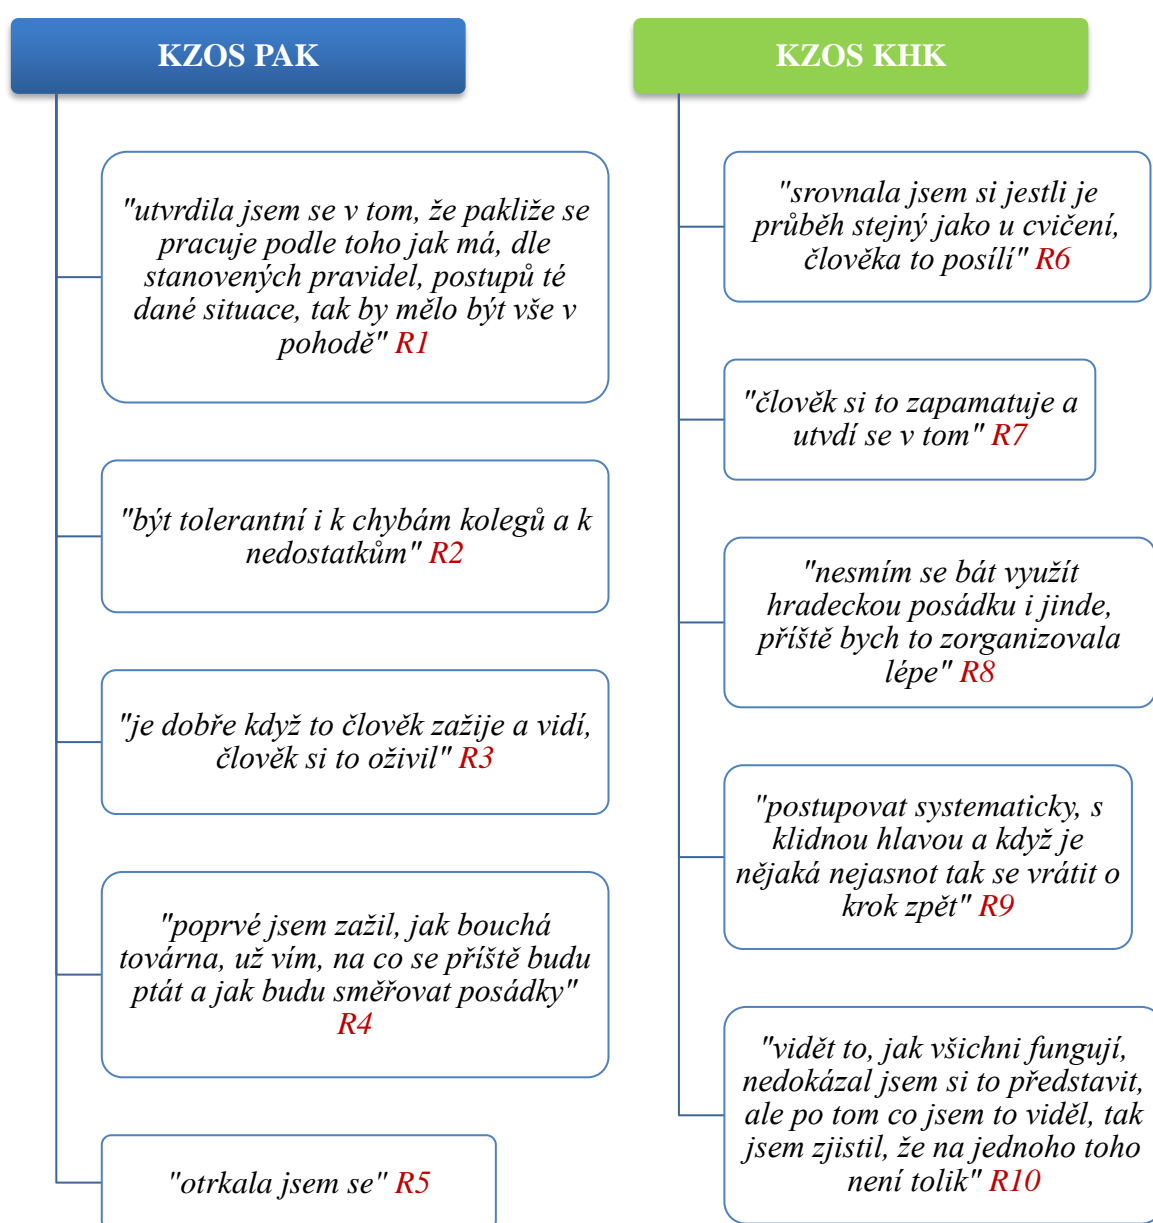 KZOS PAK
"utvrdila jsem se v tom, že pakliže se
pracuje podle toho jak má, dle
stanovených pravidel, postupů té
dané situace, tak by mělo být vše v
pohodě" R1
"být tolerantní i k chybám kolegů a k
nedostatkům" R2
"je dobře když to člověk zažije a vidí,
člověk si to oživil" R3
"poprvé jsem zažil, jak bouchá
továrna, už vím, na co se příště budu
ptát a jak budu směřovat posádky"
R4
"otrkala jsem se" R5
KZOS KHK
"srovnala jsem si jestli je
průběh stejný jako u cvičení,
člověka to posílí" R6
"člověk si to zapamatuje a
utvdí se v tom" R7
"nesmím se bát využít
hradeckou posádku i jinde,
příště bych to zorganizovala
lépe" R8
"postupovat systematicky, s
klidnou hlavou a když je
nějaká nejasnot tak se vrátit o
krok zpět" R9
"vidět to, jak všichni fungují,
nedokázal jsem si to představit,
ale po tom co jsem to viděl, tak
jsem zjistil, že na jednoho toho
není tolik" R10